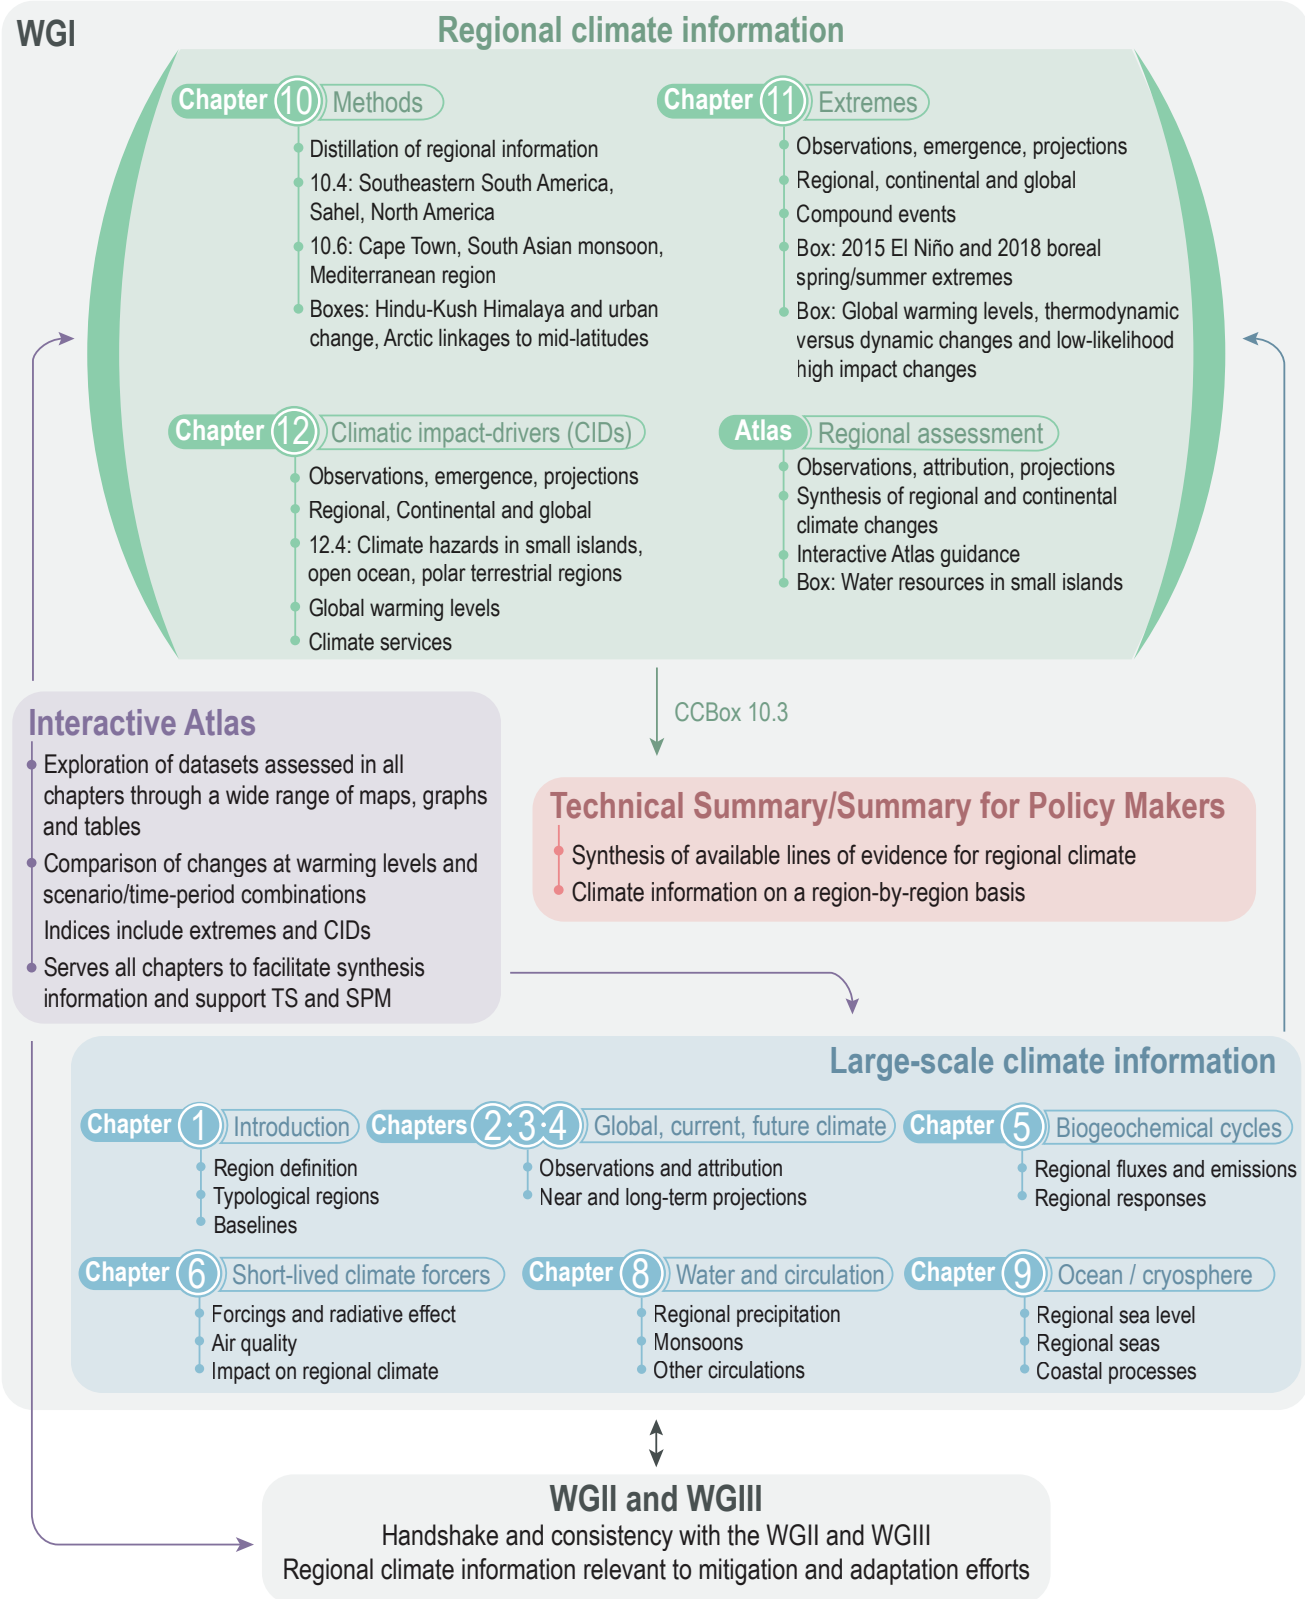 WGI
Regional climate information
Chapter 10 Methods
Distillation of regional information
10.4: Southeastern South America,
Sahel, North America
10.6: Cape Town, South Asian monsoon,
Mediterranean region
Boxes: Hindu-Kush Himalaya and urban
change, Arctic linkages to mid-latitudes
Chapter 11 Extremes
Observations, emergence, projections
Regional, continental and global
Compound events
Box: 2015 El Niño and 2018 boreal
spring/summer extremes
Box: Global warming levels, thermodynamic
versus dynamic changes and low-likelihood
high impact changes
Chapter 12 Climatic impact-drivers (CIDs)
Observations, emergence, projections
Regional, Continental and global
12.4: Climate hazards in small islands,
open ocean, polar terrestrial regions
Global warming levels
Climate services
Atlas Regional assessment
Observations, attribution, projections
Synthesis of regional and continental
climate changes
Interactive Atlas guidance
Box: Water resources in small islands
CCBox 10.3
Interactive Atlas
Exploration of datasets assessed in all
chapters through a wide range of maps, graphs
and tables
Comparison of changes at warming levels and
scenario/time-period combinations
Indices include extremes and CIDs
Serves all chapters to facilitate synthesis
information and support TS and SPM
Technical Summary/Summary for Policy Makers
Synthesis of available lines of evidence for regional climate
Climate information on a region-by-region basis
Large-scale climate information
Chapter 1 Introduction
Region definition
Typological regions
Baselines
Chapters 2·3·4 Global, current, future climate
Observations and attribution
Near and long-term projections
Chapter 5 Biogeochemical cycles
Regional fluxes and emissions
Regional responses
Chapter 6 Short-lived climate forcers
Forcings and radiative effect
Air quality
Impact on regional climate
Chapter 8 Water and circulation
Regional precipitation
Monsoons
Other circulations
Chapter 9 Ocean / cryosphere
Regional sea level
Regional seas
Coastal processes
WGII and WGIII
Handshake and consistency with the WGII and WGIII
Regional climate information relevant to mitigation and adaptation efforts